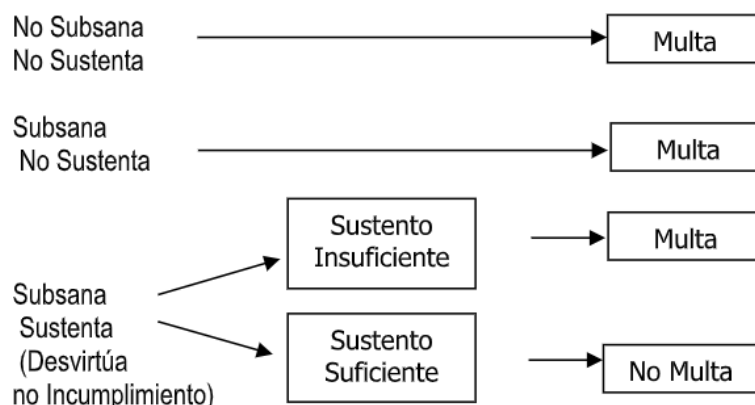 No Subsana
No Sustenta
Multa
Subsana
No Sustenta
Multa
Sustento
Insuficiente
Multa
Subsana
Sustenta
(Desvirtúa
no Incumplimiento)
Sustento
Suficiente
No Multa